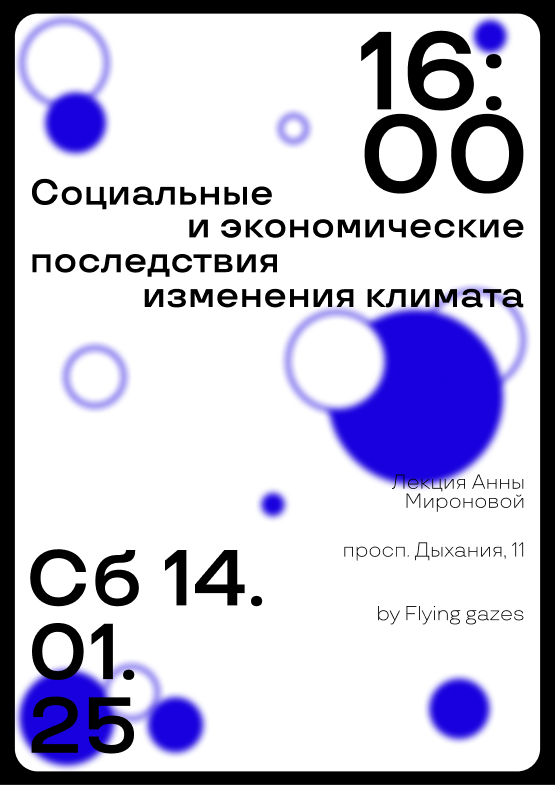 16:
00
Социальные
и экономические
последствия
изменения климата
Лекция Анны
Мироновой
просп. Дыхания, 11
by Flying gazes
Сб 14.
01.
25